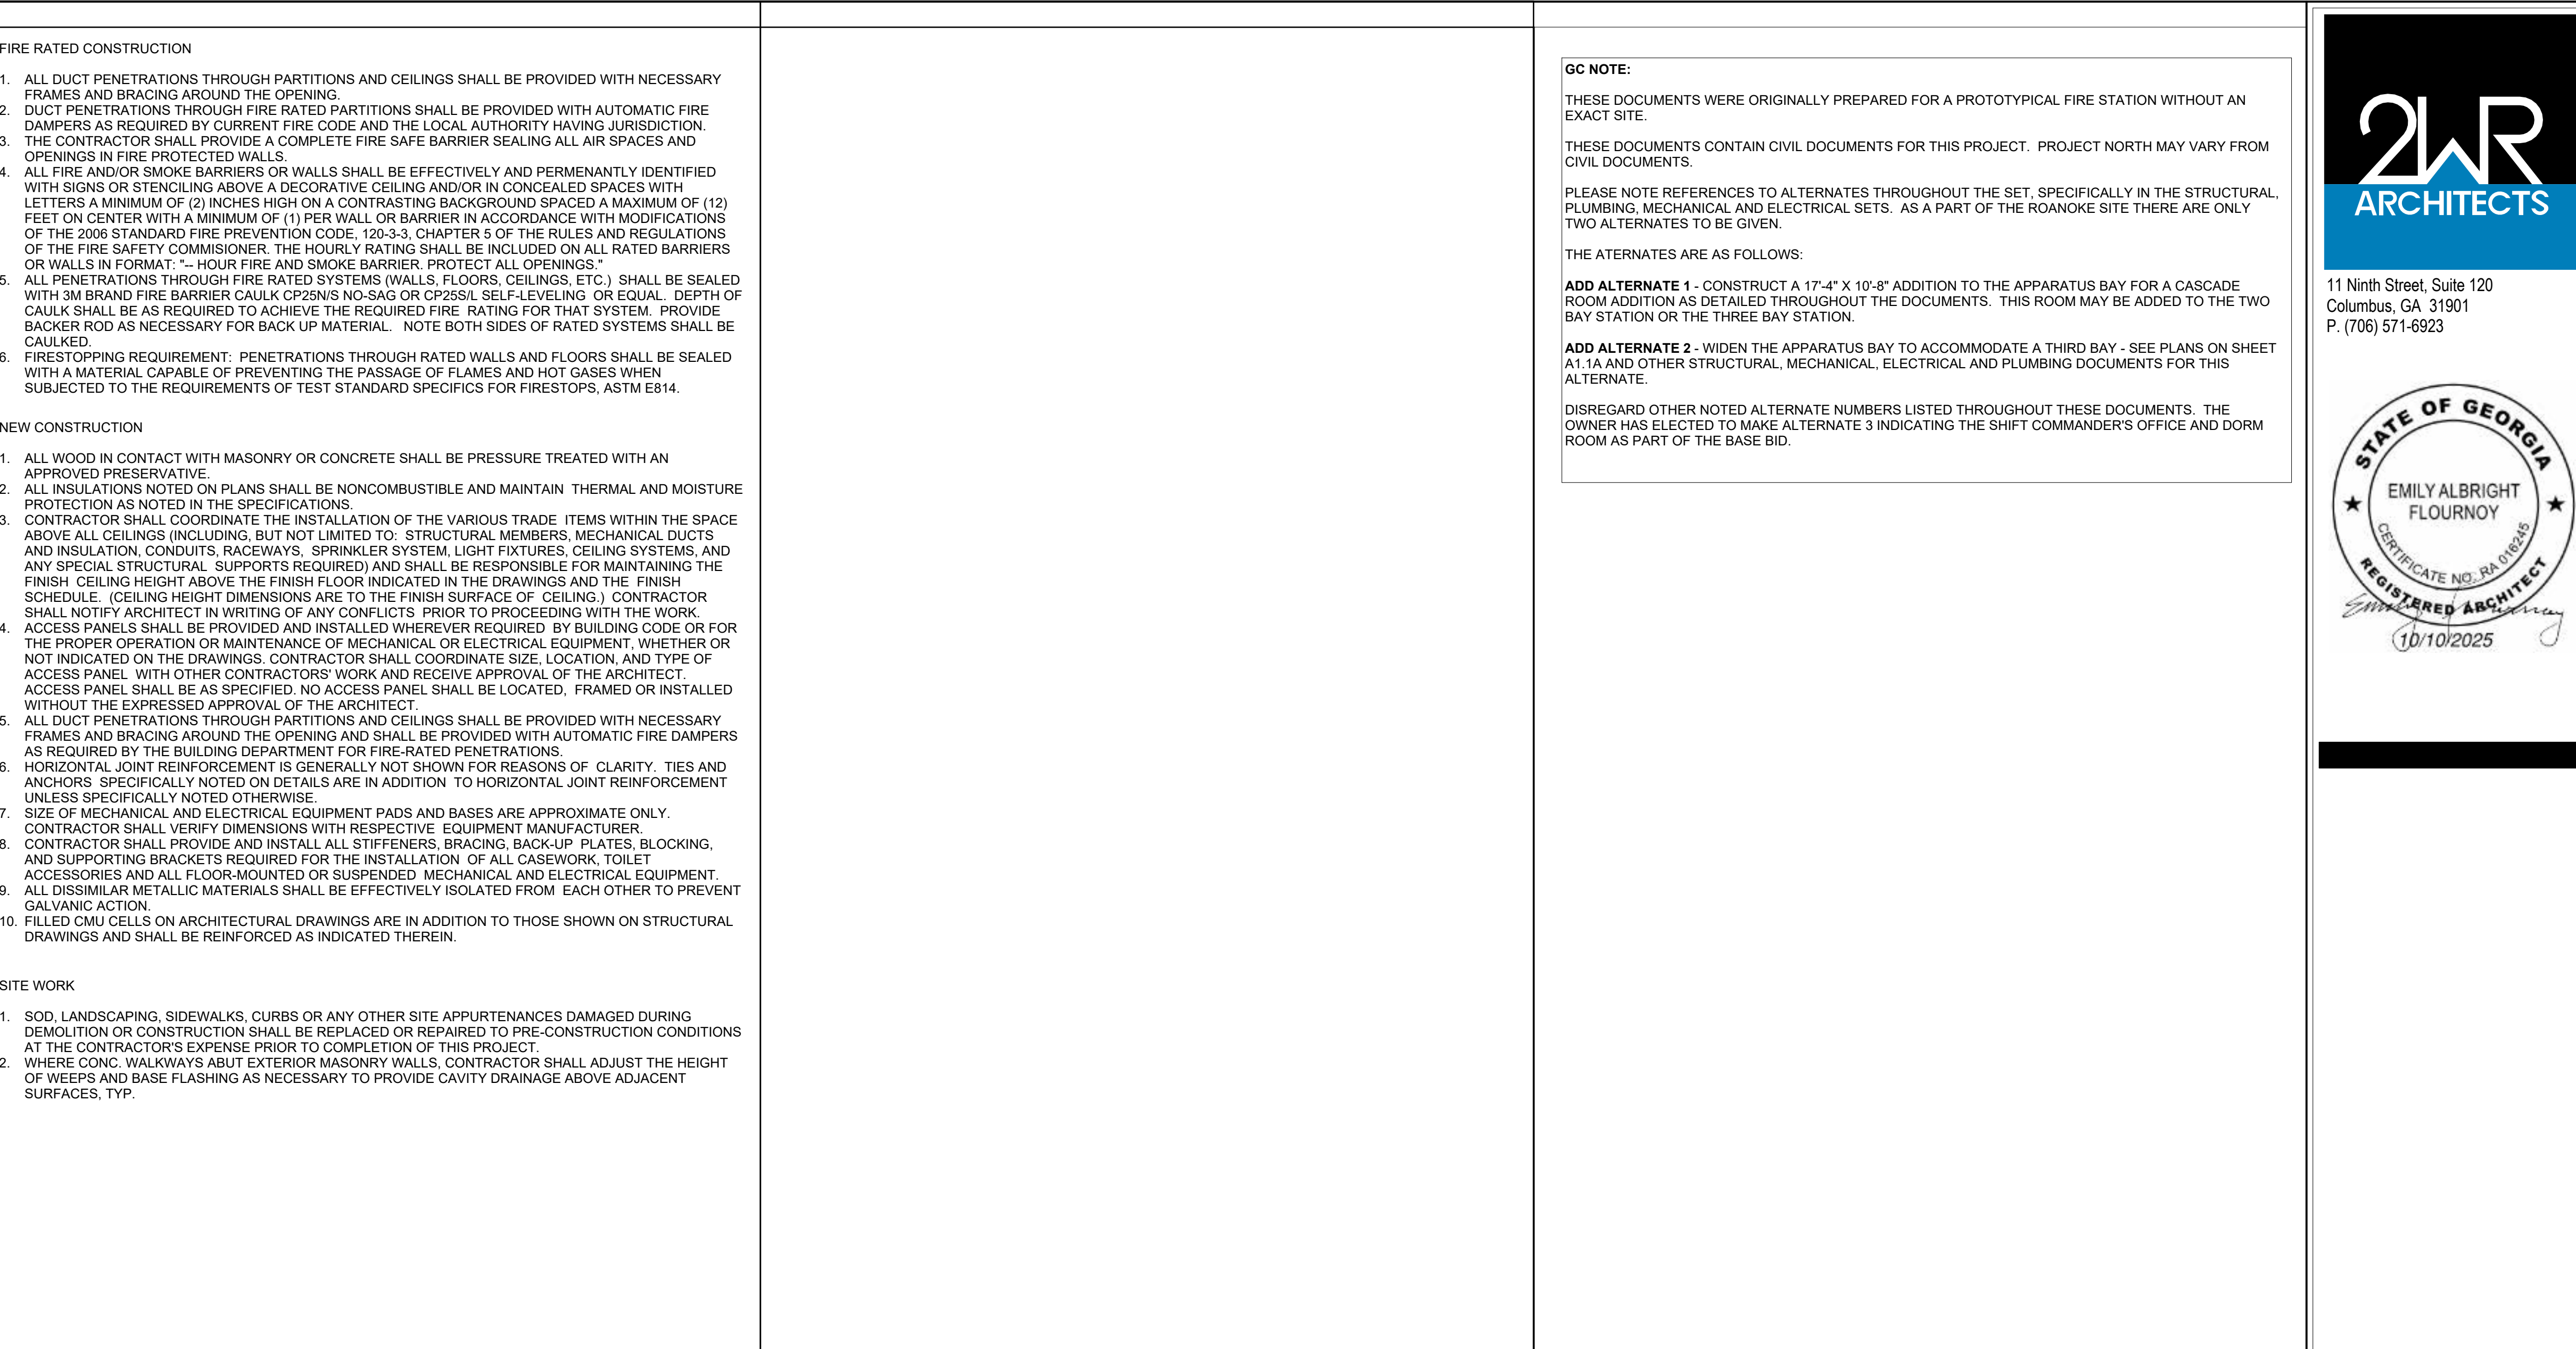 FIRE RATED CONSTRUCTION
1. ALL DUCT PENETRATIONS THROUGH PARTITIONS AND CEILINGS SHALL BE PROVIDED WITH NECESSARY
FRAMES AND BRACING AROUND THE OPENING.
2. DUCT PENETRATIONS THROUGH FIRE RATED PARTITIONS SHALL BE PROVIDED WITH AUTOMATIC FIRE
DAMPERS AS REQUIRED BY CURRENT FIRE CODE AND THE LOCAL AUTHORITY HAVING JURISDICTION.
3. THE CONTRACTOR SHALL PROVIDE A COMPLETE FIRE SAFE BARRIER SEALING ALL AIR SPACES AND
OPENINGS IN FIRE PROTECTED WALLS.
4. ALL FIRE AND/OR SMOKE BARRIERS OR WALLS SHALL BE EFFECTIVELY AND PERMENANTLY IDENTIFIED
WITH SIGNS OR STENCILING ABOVE A DECORATIVE CEILING AND/OR IN CONCEALED SPACES WITH
LETTERS A MINIMUM OF (2) INCHES HIGH ON A CONTRASTING BACKGROUND SPACED A MAXIMUM OF (12)
FEET ON CENTER WITH A MINIMUM OF (1) PER WALL OR BARRIER IN ACCORDANCE WITH MODIFICATIONS
OF THE 2006 STANDARD FIRE PREVENTION CODE, 120-3-3, CHAPTER 5 OF THE RULES AND REGULATIONS
OF THE FIRE SAFETY COMMISIONER. THE HOURLY RATING SHALL BE INCLUDED ON ALL RATED BARRIERS
OR WALLS IN FORMAT: "-- HOUR FIRE AND SMOKE BARRIER. PROTECT ALL OPENINGS."
5. ALL PENETRATIONS THROUGH FIRE RATED SYSTEMS (WALLS, FLOORS, CEILINGS, ETC.) SHALL BE SEALED
WITH 3M BRAND FIRE BARRIER CAULK CP25N/S NO-SAG OR CP25S/L SELF-LEVELING OR EQUAL. DEPTH OF
CAULK SHALL BE AS REQUIRED TO ACHIEVE THE REQUIRED FIRE RATING FOR THAT SYSTEM. PROVIDE
BACKER ROD AS NECESSARY FOR BACK UP MATERIAL. NOTE BOTH SIDES OF RATED SYSTEMS SHALL BE
CAULKED.
6. FIRESTOPPING REQUIREMENT: PENETRATIONS THROUGH RATED WALLS AND FLOORS SHALL BE SEALED
WITH A MATERIAL CAPABLE OF PREVENTING THE PASSAGE OF FLAMES AND HOT GASES WHEN
SUBJECTED TO THE REQUIREMENTS OF TEST STANDARD SPECIFICS FOR FIRESTOPS, ASTM E814.
NEW CONSTRUCTION
1. ALL WOOD IN CONTACT WITH MASONRY OR CONCRETE SHALL BE PRESSURE TREATED WITH AN
APPROVED PRESERVATIVE.
2. ALL INSULATIONS NOTED ON PLANS SHALL BE NONCOMBUSTIBLE AND MAINTAIN THERMAL AND MOISTURE
PROTECTION AS NOTED IN THE SPECIFICATIONS.
3. CONTRACTOR SHALL COORDINATE THE INSTALLATION OF THE VARIOUS TRADE ITEMS WITHIN THE SPACE
ABOVE ALL CEILINGS (INCLUDING, BUT NOT LIMITED TO: STRUCTURAL MEMBERS, MECHANICAL DUCTS
AND INSULATION, CONDUITS, RACEWAYS, SPRINKLER SYSTEM, LIGHT FIXTURES, CEILING SYSTEMS, AND
ANY SPECIAL STRUCTURAL SUPPORTS REQUIRED) AND SHALL BE RESPONSIBLE FOR MAINTAINING THE
FINISH CEILING HEIGHT ABOVE THE FINISH FLOOR INDICATED IN THE DRAWINGS AND THE FINISH
SCHEDULE. (CEILING HEIGHT DIMENSIONS ARE TO THE FINISH SURFACE OF CEILING.) CONTRACTOR
SHALL NOTIFY ARCHITECT IN WRITING OF ANY CONFLICTS PRIOR TO PROCEEDING WITH THE WORK.
4. ACCESS PANELS SHALL BE PROVIDED AND INSTALLED WHEREVER REQUIRED BY BUILDING CODE OR FOR
THE PROPER OPERATION OR MAINTENANCE OF MECHANICAL OR ELECTRICAL EQUIPMENT, WHETHER OR
NOT INDICATED ON THE DRAWINGS. CONTRACTOR SHALL COORDINATE SIZE, LOCATION, AND TYPE OF
ACCESS PANEL WITH OTHER CONTRACTORS' WORK AND RECEIVE APPROVAL OF THE ARCHITECT.
ACCESS PANEL SHALL BE AS SPECIFIED. NO ACCESS PANEL SHALL BE LOCATED, FRAMED OR INSTALLED
WITHOUT THE EXPRESSED APPROVAL OF THE ARCHITECT.
5. ALL DUCT PENETRATIONS THROUGH PARTITIONS AND CEILINGS SHALL BE PROVIDED WITH NECESSARY
FRAMES AND BRACING AROUND THE OPENING AND SHALL BE PROVIDED WITH AUTOMATIC FIRE DAMPERS
AS REQUIRED BY THE BUILDING DEPARTMENT FOR FIRE-RATED PENETRATIONS.
6. HORIZONTAL JOINT REINFORCEMENT IS GENERALLY NOT SHOWN FOR REASONS OF CLARITY. TIES AND
ANCHORS SPECIFICALLY NOTED ON DETAILS ARE IN ADDITION TO HORIZONTAL JOINT REINFORCEMENT
UNLESS SPECIFICALLY NOTED OTHERWISE.
7. SIZE OF MECHANICAL AND ELECTRICAL EQUIPMENT PADS AND BASES ARE APPROXIMATE ONLY.
CONTRACTOR SHALL VERIFY DIMENSIONS WITH RESPECTIVE EQUIPMENT MANUFACTURER.
8. CONTRACTOR SHALL PROVIDE AND INSTALL ALL STIFFENERS, BRACING, BACK-UP PLATES, BLOCKING,
AND SUPPORTING BRACKETS REQUIRED FOR THE INSTALLATION OF ALL CASEWORK, TOILET
ACCESSORIES AND ALL FLOOR-MOUNTED OR SUSPENDED MECHANICAL AND ELECTRICAL EQUIPMENT.
9. ALL DISSIMILAR METALLIC MATERIALS SHALL BE EFFECTIVELY ISOLATED FROM EACH OTHER TO PREVENT
GALVANIC ACTION.
10. FILLED CMU CELLS ON ARCHITECTURAL DRAWINGS ARE IN ADDITION TO THOSE SHOWN ON STRUCTURAL
DRAWINGS AND SHALL BE REINFORCED AS INDICATED THEREIN.
SITE WORK
1. SOD, LANDSCAPING, SIDEWALKS, CURBS OR ANY OTHER SITE APPURTENANCES DAMAGED DURING
DEMOLITION OR CONSTRUCTION SHALL BE REPLACED OR REPAIRED TO PRE-CONSTRUCTION CONDITIONS
AT THE CONTRACTOR'S EXPENSE PRIOR TO COMPLETION OF THIS PROJECT.
2. WHERE CONC. WALKWAYS ABUT EXTERIOR MASONRY WALLS, CONTRACTOR SHALL ADJUST THE HEIGHT
OF WEEPS AND BASE FLASHING AS NECESSARY TO PROVIDE CAVITY DRAINAGE ABOVE ADJACENT
SURFACES, TYP.
GC NOTE:
THESE DOCUMENTS WERE ORIGINALLY PREPARED FOR A PROTOTYPICAL FIRE STATION WITHOUT AN
EXACT SITE.
THESE DOCUMENTS CONTAIN CIVIL DOCUMENTS FOR THIS PROJECT. PROJECT NORTH MAY VARY FROM
CIVIL DOCUMENTS.
PLEASE NOTE REFERENCES TO ALTERNATES THROUGHOUT THE SET, SPECIFICALLY IN THE STRUCTURAL,
PLUMBING, MECHANICAL AND ELECTRICAL SETS. AS A PART OF THE ROANOKE SITE THERE ARE ONLY
TWO ALTERNATES TO BE GIVEN.
THE ATERNATES ARE AS FOLLOWS:
ADD ALTERNATE 1 - CONSTRUCT A 17'-4" X 10'-8" ADDITION TO THE APPARATUS BAY FOR A CASCADE
ROOM ADDITION AS DETAILED THROUGHOUT THE DOCUMENTS. THIS ROOM MAY BE ADDED TO THE TWO
BAY STATION OR THE THREE BAY STATION.
ADD ALTERNATE 2 - WIDEN THE APPARATUS BAY TO ACCOMMODATE A THIRD BAY - SEE PLANS ON SHEET
A1.1A AND OTHER STRUCTURAL, MECHANICAL, ELECTRICAL AND PLUMBING DOCUMENTS FOR THIS
ALTERNATE.
DISREGARD OTHER NOTED ALTERNATE NUMBERS LISTED THROUGHOUT THESE DOCUMENTS. THE
OWNER HAS ELECTED TO MAKE ALTERNATE 3 INDICATING THE SHIFT COMMANDER'S OFFICE AND DORM
ROOM AS PART OF THE BASE BID.
2WR
ARCHITECTS
11 Ninth Street, Suite 120
Columbus, GA 31901
P. (706) 571-6923
STATE OF GEORGIA
EMILY ALBRIGHT
FLOURNOY
CERTIFICATE NO. RA 016245
REGISTERED ARCHITECT
10/10/2025